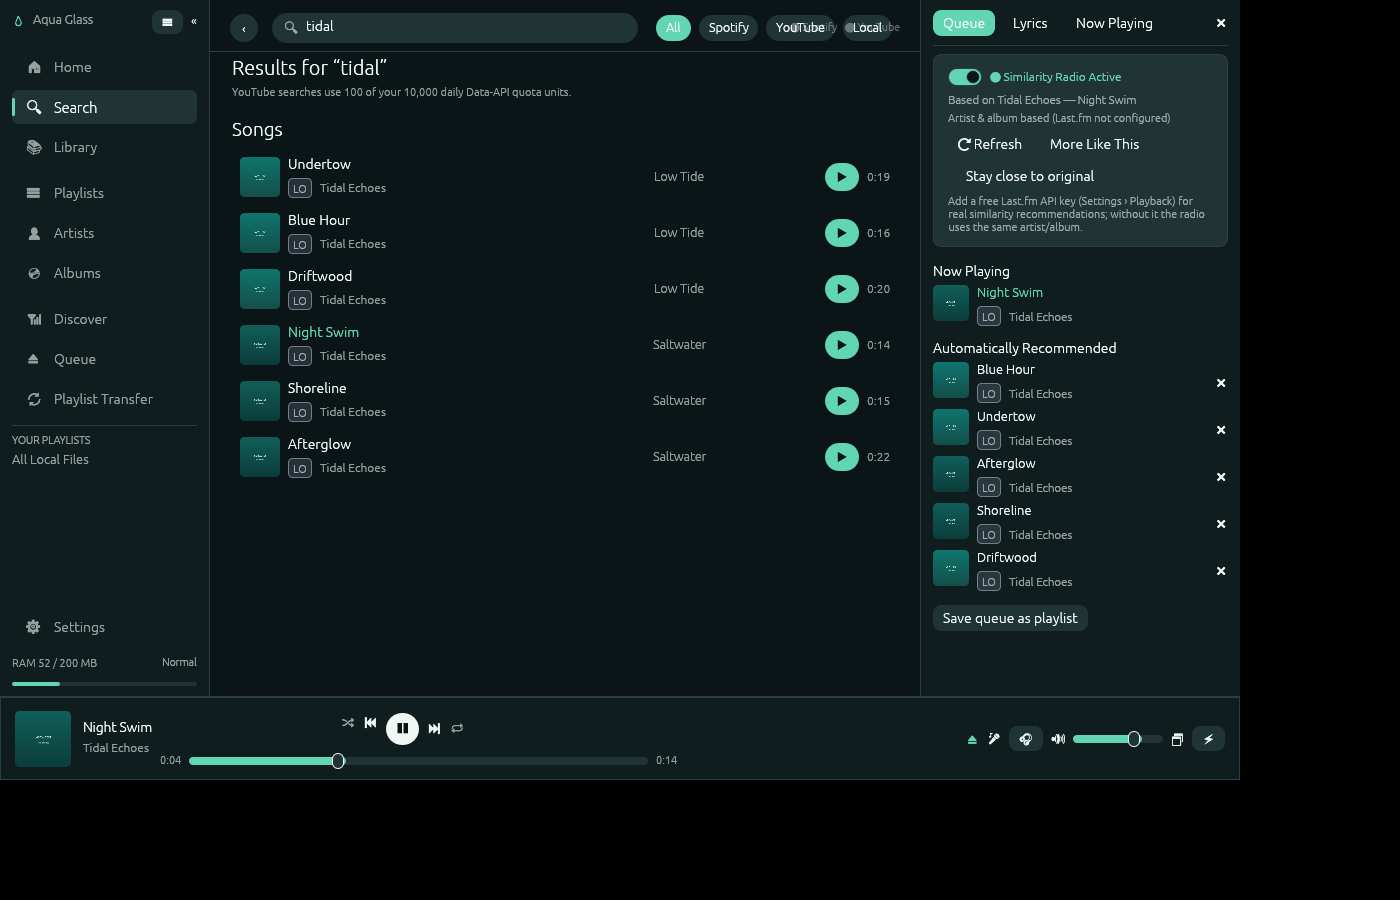 Aqua Glass
«
Home
Search
Library
Playlists
Artists
Albums
Discover
Queue
Playlist Transfer
YOUR PLAYLISTS
All Local Files
Settings
RAM 52 / 200 MB
Normal
‹
tidal
All
Spotify
YouTube
Local
Results for “tidal”
YouTube searches use 100 of your 10,000 daily Data-API quota units.
Songs
Undertow
LO Tidal Echoes
Low Tide
0:19
Blue Hour
LO Tidal Echoes
Low Tide
0:16
Driftwood
LO Tidal Echoes
Low Tide
0:20
Night Swim
LO Tidal Echoes
Saltwater
0:14
Shoreline
LO Tidal Echoes
Saltwater
0:15
Afterglow
LO Tidal Echoes
Saltwater
0:22
Queue
Lyrics
Now Playing
Similarity Radio Active
Based on Tidal Echoes — Night Swim
Artist & album based (Last.fm not configured)
Refresh
More Like This
Stay close to original
Add a free Last.fm API key (Settings › Playback) for
real similarity recommendations; without it the radio
uses the same artist/album.
Now Playing
Night Swim
LO Tidal Echoes
Automatically Recommended
Blue Hour
LO Tidal Echoes
Undertow
LO Tidal Echoes
Afterglow
LO Tidal Echoes
Shoreline
LO Tidal Echoes
Driftwood
LO Tidal Echoes
Save queue as playlist
Night Swim
Tidal Echoes
0:04
0:14